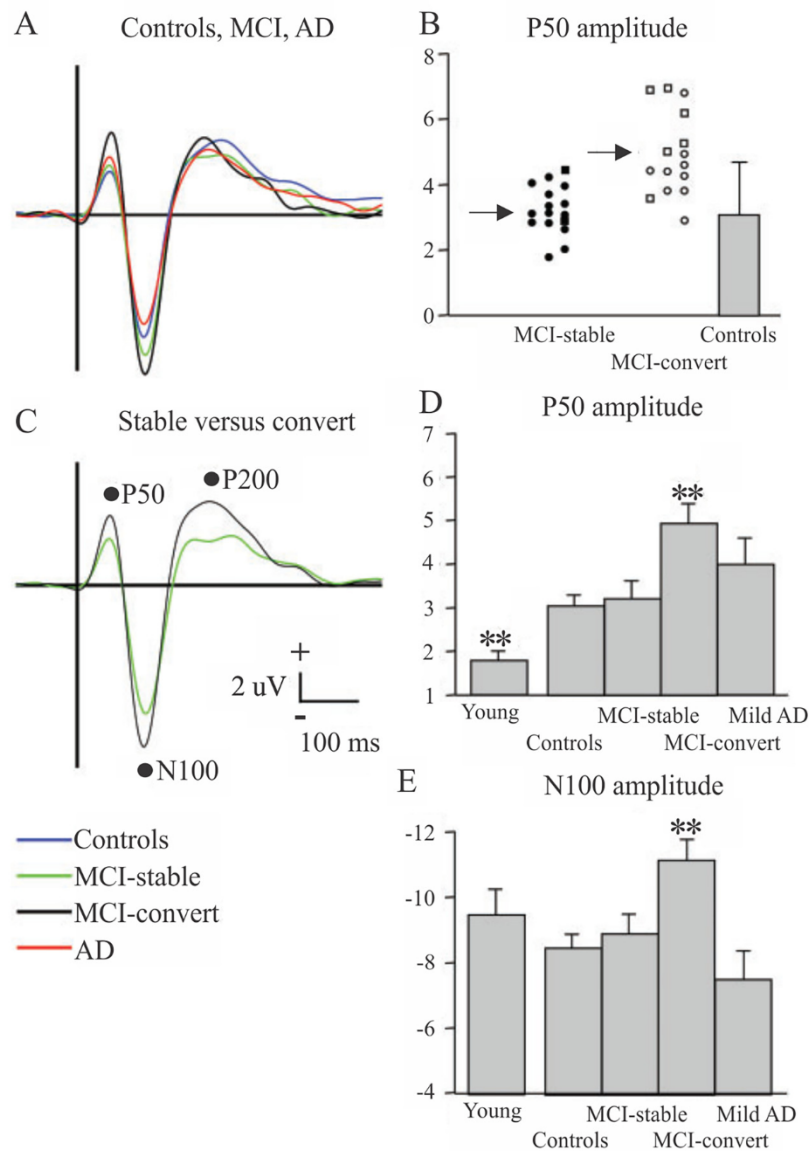 A Controls, MCI, AD
B P50 amplitude
8
6
4
2
0
MCI-stable Controls
MCI-convert
C Stable versus convert
P50
P200
N100
+
2 uV
-
100 ms
D P50 amplitude
7
6
5
4
3
2
1
**
**
Young MCI-stable Mild AD
Controls MCI-convert
Controls
MCI-stable
MCI-convert
AD
E N100 amplitude
-12
-10
-8
-6
-4
**
Young MCI-stable Mild AD
Controls MCI-convert